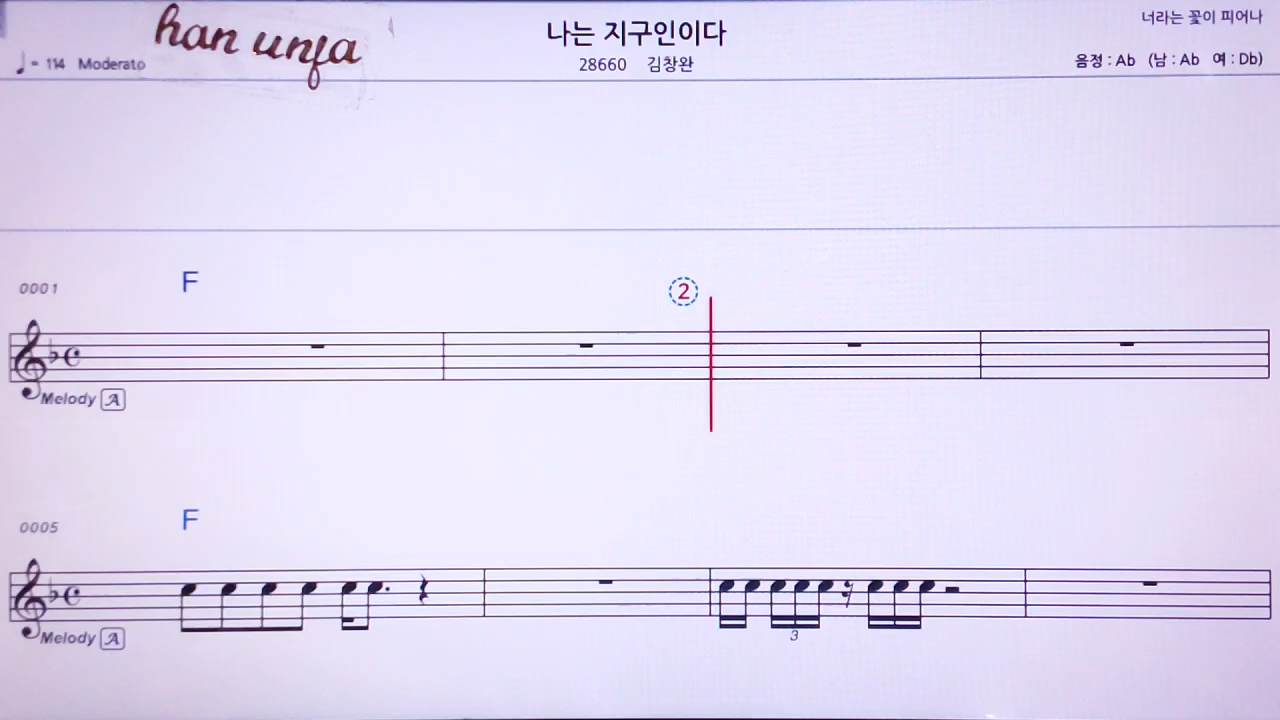 han unfa
나는 지구인이다
너라는 꽃이 피어나
♩= 114 Moderato
28660 김창완
음정 : Ab (남 : Ab 여 : Db)
0001
F
2
Melody A
0005
F
Melody A
3